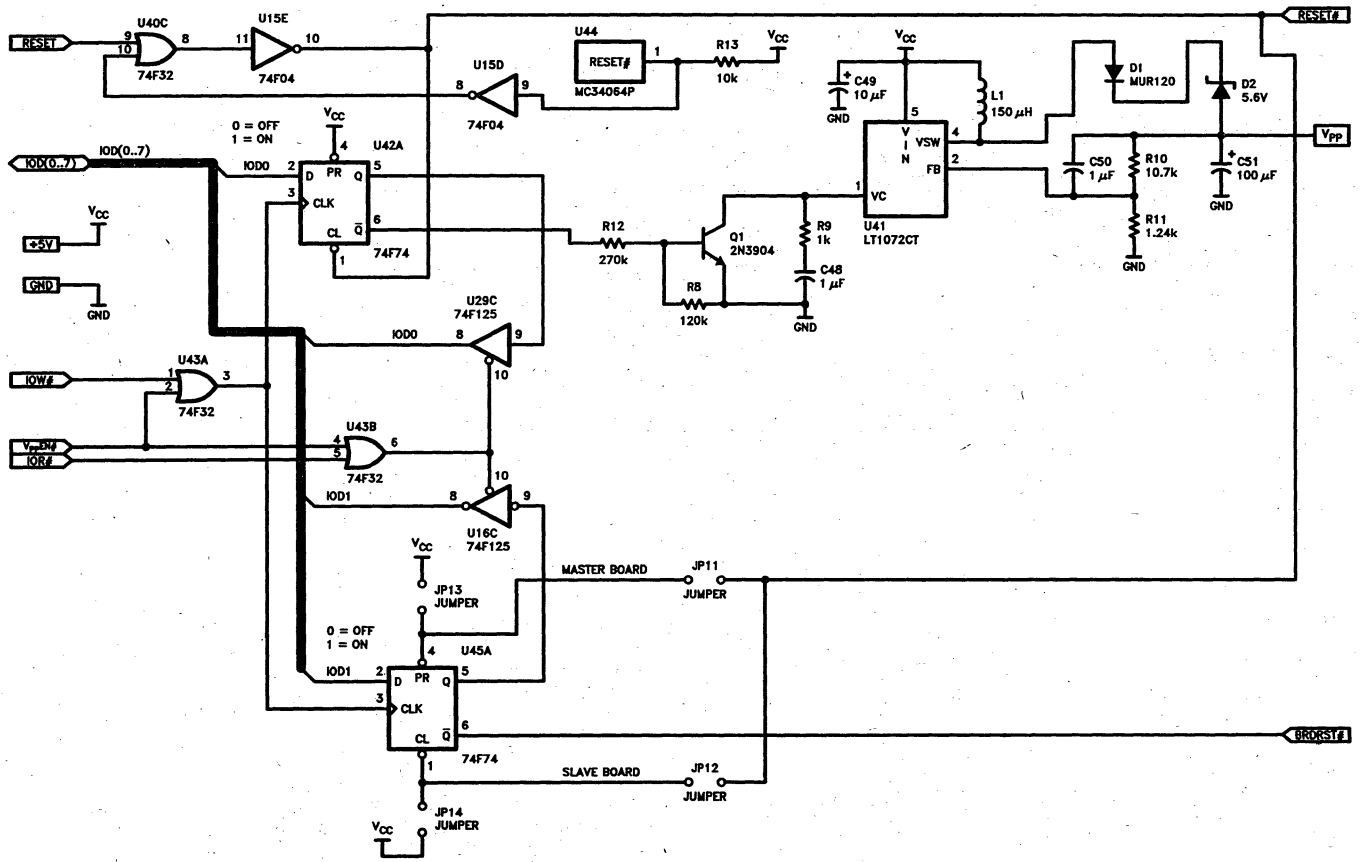 U40C
RESET
9
10
8
74F32
U15E
11
10
74F04
U15D
8
9
74F04
U44
RESET#
1
MC34064P
R13
10k
VCC
VCC
C49
+
10 μF
GND
L1
150 μH
D1
MUR120
D2
5.6V
RESET#
5
V
I
N
VSW
4
FB
2
1
VC
U41
LT1072CT
C50
1 μF
R10
10.7k
R11
1.24k
GND
+
C51
100 μF
GND
VPP
0 = OFF
1 = ON
VCC
4
U42A
IOD(0..7)
IOD(0..7)
IOD0
2
D
PR
Q
5
3
CLK
6
Q
CL
1
74F74
VCC
+5V
GND
GND
R12
270k
Q1
2N3904
R8
120k
R9
1k
C48
1 μF
GND
U29C
74F125
IOD0
8
9
10
U43A
IOW#
1
2
3
74F32
VPPEN#
IOR#
U43B
4
5
6
74F32
10
IOD1
8
9
U16C
74F125
VCC
JP13
JUMPER
MASTER BOARD
JP11
JUMPER
0 = OFF
1 = ON
4
U45A
IOD1
2
D
PR
Q
5
3
CLK
6
Q
CL
1
74F74
BRDRST#
SLAVE BOARD
JP12
JUMPER
JP14
JUMPER
VCC